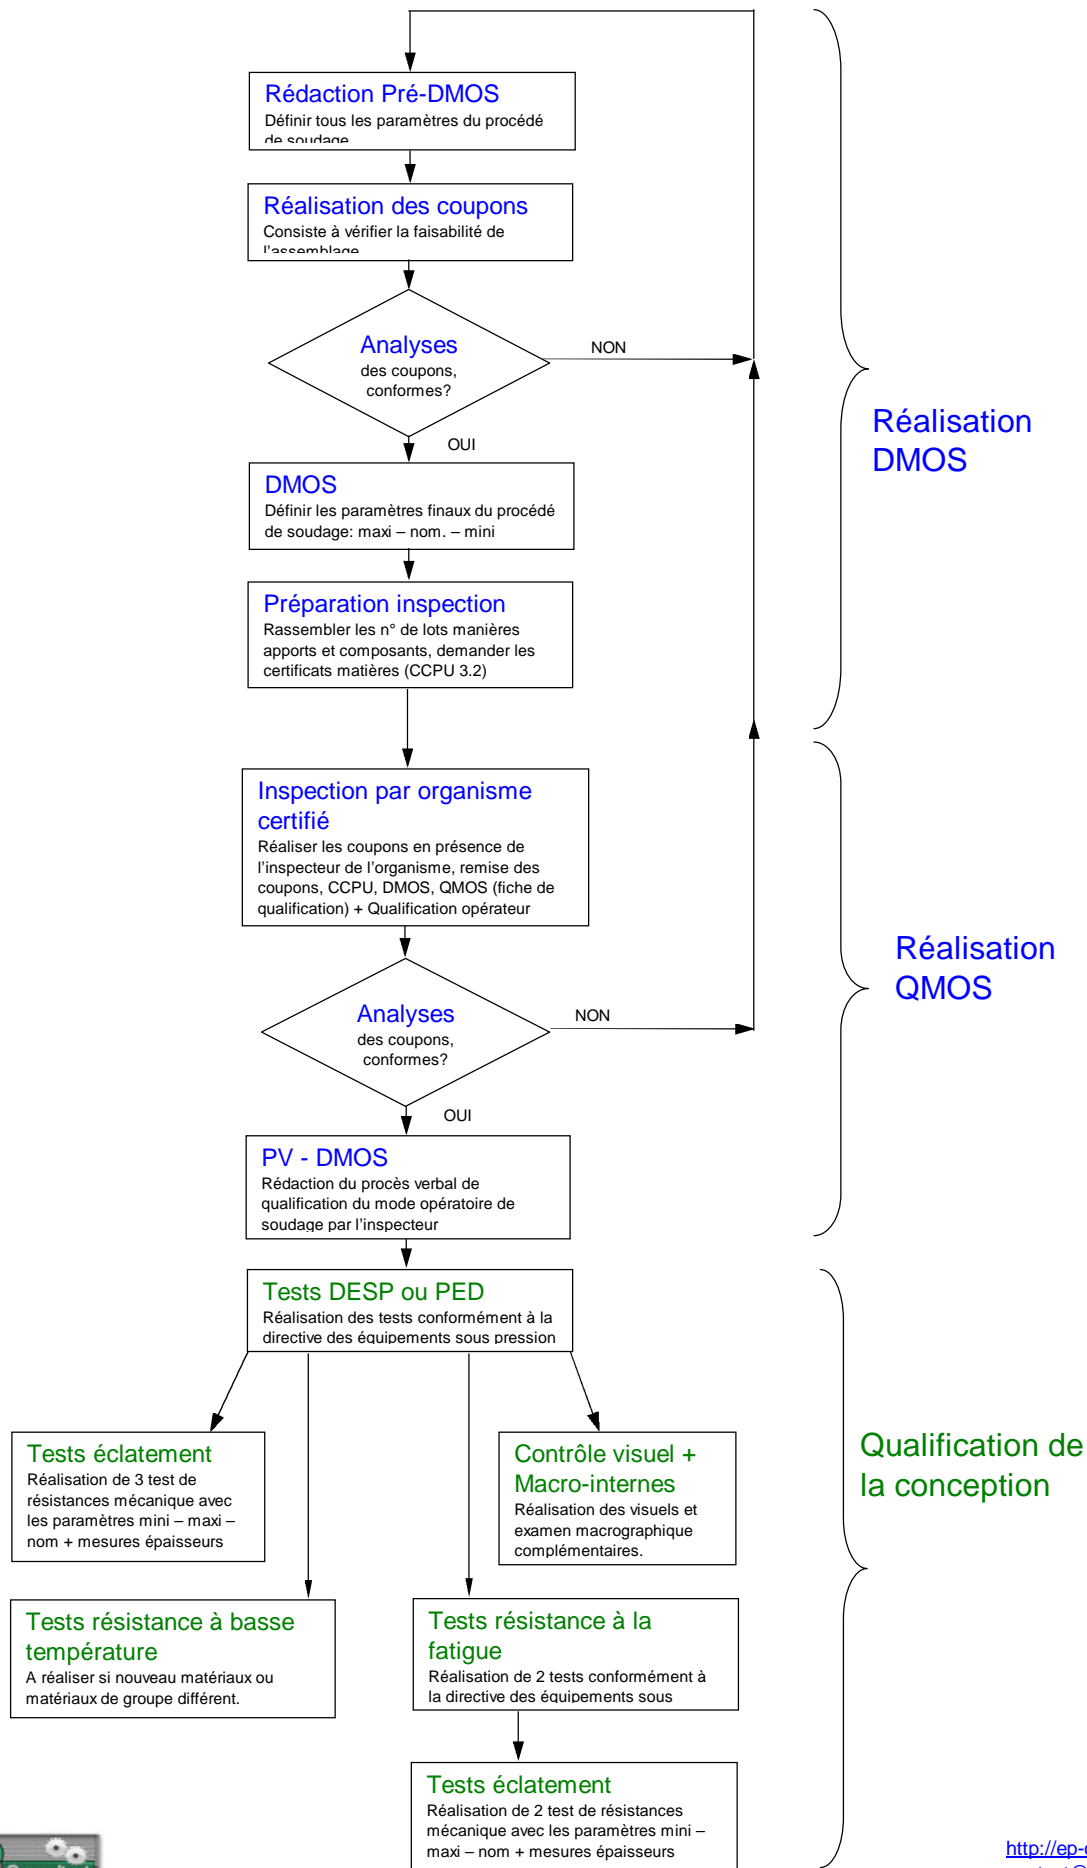 Rédaction Pré-DMOS
Définir tous les paramètres du procédé
de soudage
Réalisation des coupons
Consiste à vérifier la faisabilité de
l'assemblage
Analyses
des coupons,
conformes?
NON
OUI
DMOS
Définir les paramètres finaux du procédé
de soudage: maxi – nom. – mini
Préparation inspection
Rassembler les n° de lots manières
apports et composants, demander les
certificats matières (CCPU 3.2)
Réalisation
DMOS
Inspection par organisme
certifié
Réaliser les coupons en présence de
l'inspecteur de l'organisme, remise des
coupons, CCPU, DMOS, QMOS (fiche de
qualification) + Qualification opérateur
Analyses
des coupons,
conformes?
NON
OUI
PV - DMOS
Rédaction du procès verbal de
qualification du mode opératoire de
soudage par l'inspecteur
Réalisation
QMOS
Tests DESP ou PED
Réalisation des tests conformément à la
directive des équipements sous pression
Tests éclatement
Réalisation de 3 test de
résistances mécanique avec
les paramètres mini – maxi –
nom + mesures épaisseurs
Contrôle visuel +
Macro-internes
Réalisation des visuels et
examen macrographique
complémentaires.
Tests résistance à basse
température
A réaliser si nouveau matériaux ou
matériaux de groupe différent.
Tests résistance à la
fatigue
Réalisation de 2 tests conformément à
la directive des équipements sous
Tests éclatement
Réalisation de 2 test de résistances
mécanique avec les paramètres mini –
maxi – nom + mesures épaisseurs
Qualification de
la conception
http://ep-